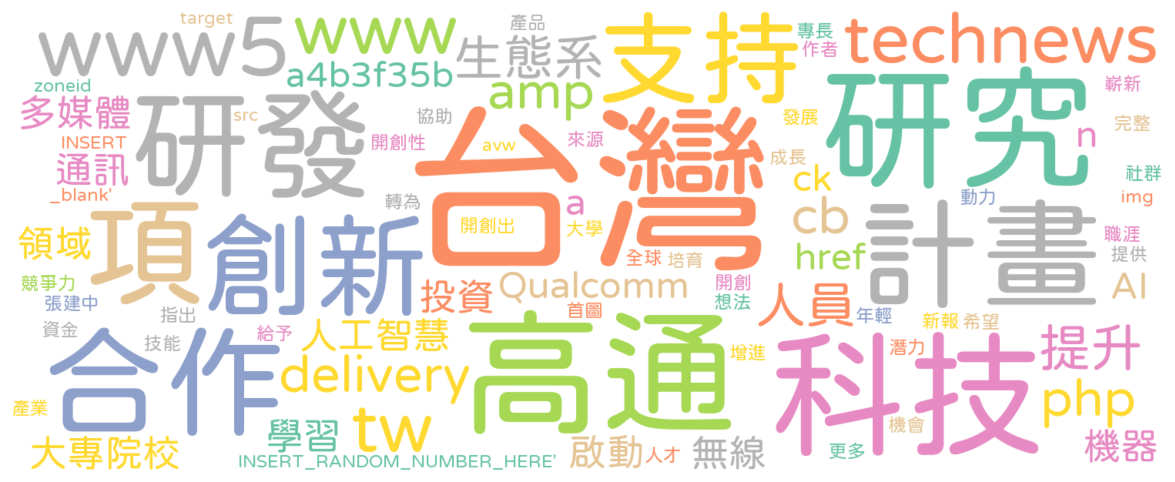 target
產品
www5
www
生態系
支持
專長
作者
technews
zoneid
a4b3f35b
amp
嶄新
多媒體
研發
src
協助
台灣
研究
發展
完整
INSERT
開創性
avw
來源
n
通訊
成長
社群
_blank'
轉為
a
ck
動力
img
項
創新
開創出
大學
cb
計畫
職涯
領域
全球
培育
href
提供
競爭力
Qualcomm
開創
AI
張建中
投資
首圖
想法
人員
年輕
指出
資金
給予
人工智慧
高通
新報
希望
技能
合作
增進
科技
潛力
提升
delivery
php
產業
tw
機會
學習
機器
大專院校
INSERT_RANDOM_NUMBER_HERE'
啟動
人才
無線
更多